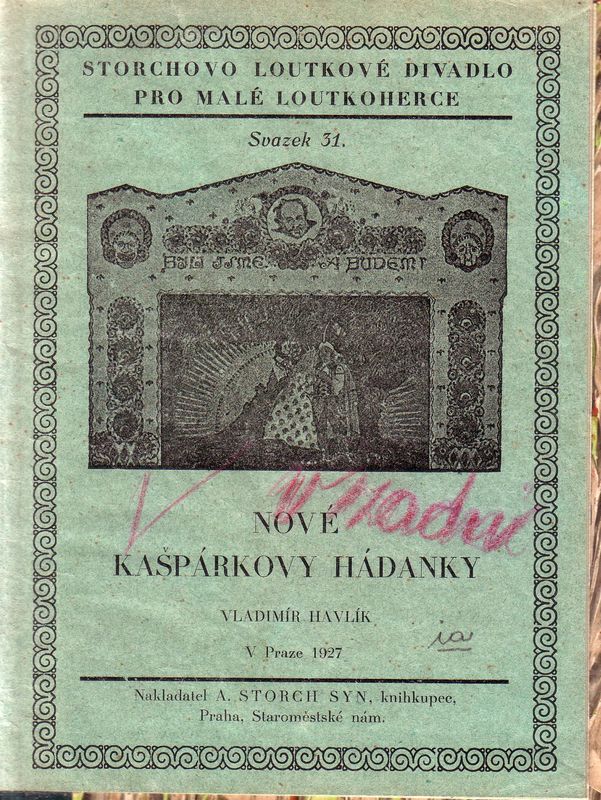 STORCHOVO LOUTKOVÉ DIVADLO
PRO MALÉ LOUTKOHERCE
Svazek 31.
BYLI JSME A BUDEM!
NOVÉ
KAŠPÁRKOVY HÁDANKY
VLADIMÍR HAVLÍK
V Praze 1927
Nakladatel A. STORCH SYN, knihkupec,
Praha, Staroměstské nám.